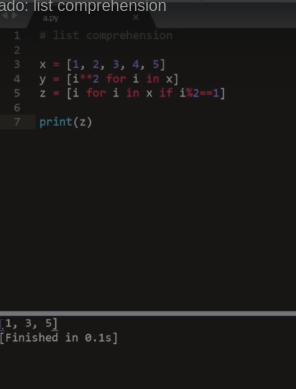 ado: list comprehension
a.py
1 # list comprehension
2
3 x = [1, 2, 3, 4, 5]
4 y = [i**2 for i in x]
5 z = [i for i in x if i%2==1]
6
7 print(z)
[1, 3, 5]
[Finished in 0.1s]